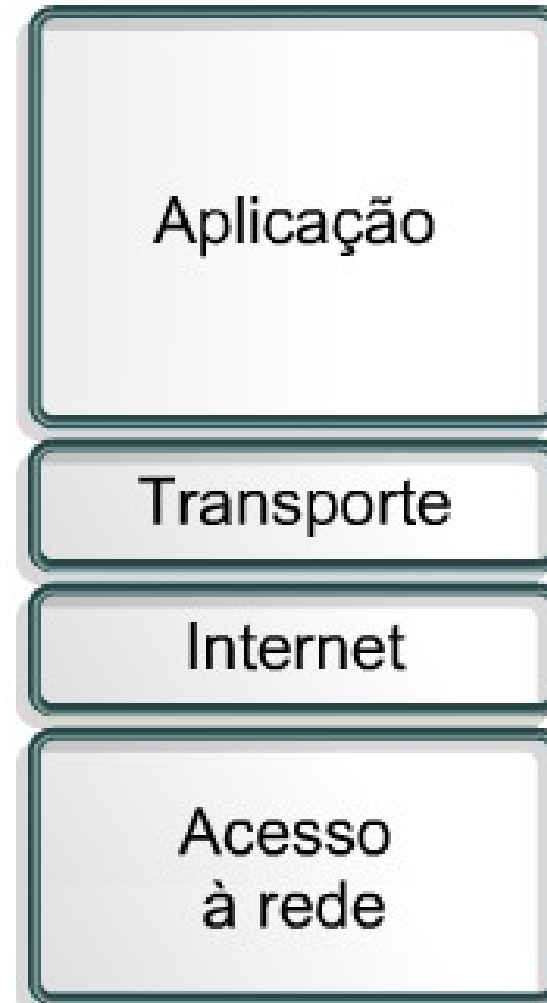 Aplicação
Transporte
Internet
Acesso
à rede